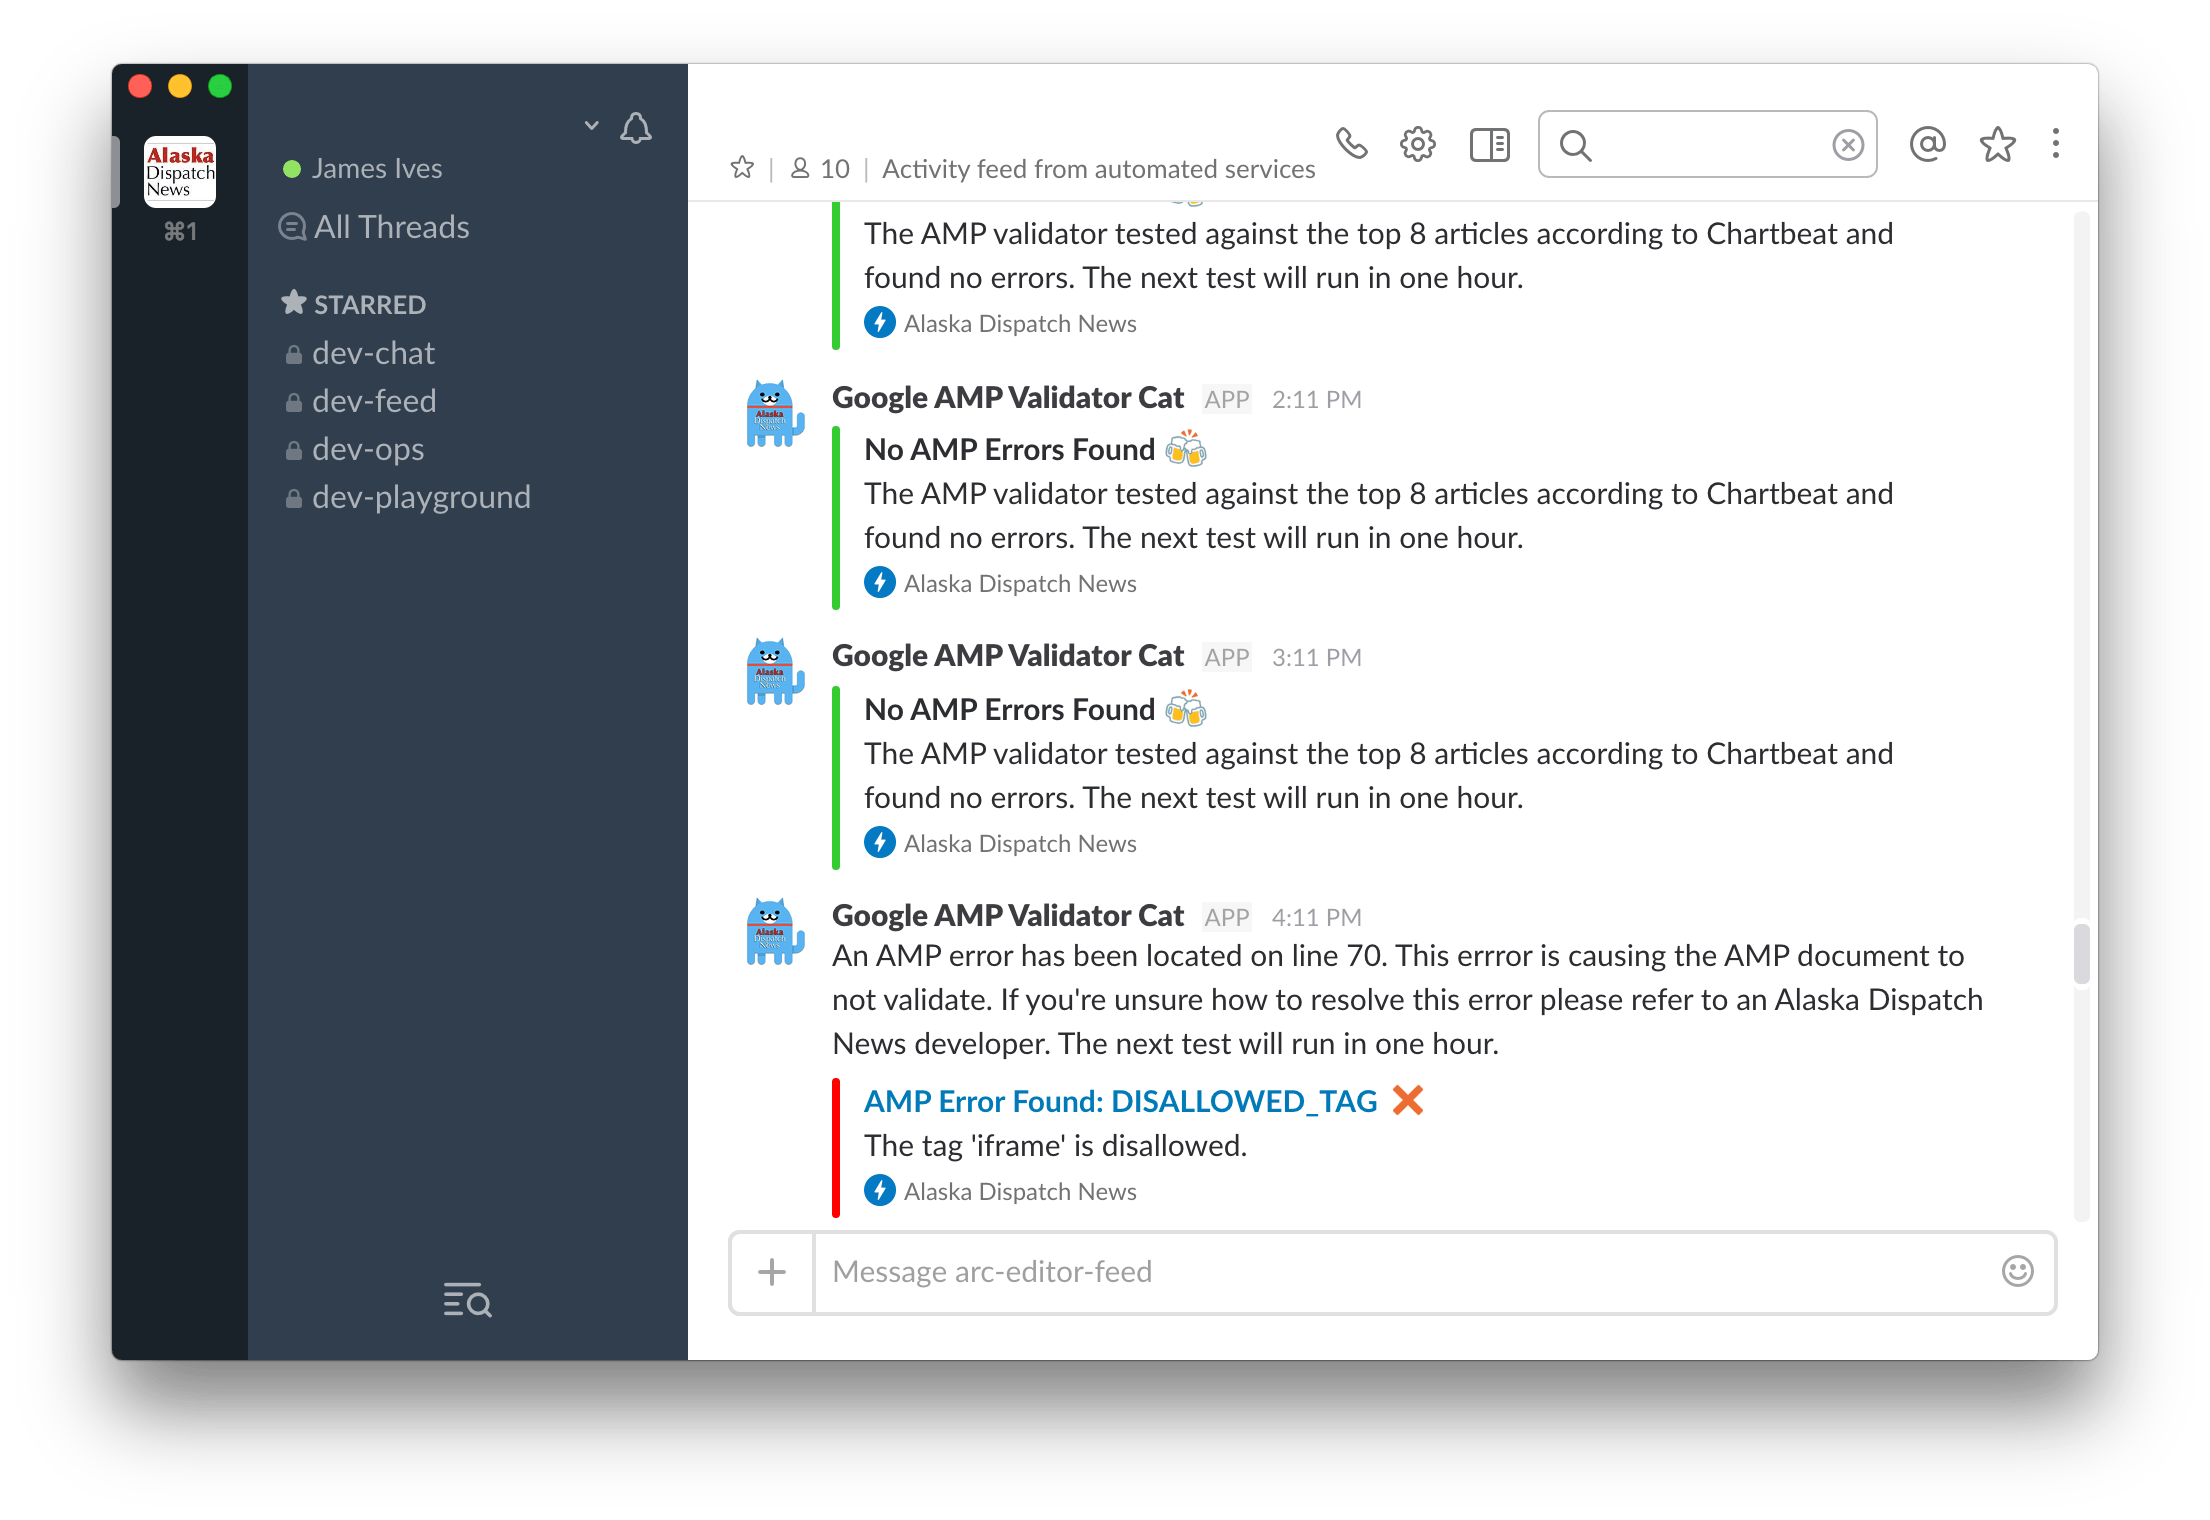 Alaska
Dispatch
News
⌘1
James Ives
All Threads
STARRED
dev-chat
dev-feed
dev-ops
dev-playground
10 | Activity feed from automated services
The AMP validator tested against the top 8 articles according to Chartbeat and
found no errors. The next test will run in one hour.
Alaska Dispatch News
Google AMP Validator Cat APP 2:11 PM
Alaska
Dispatch
News
No AMP Errors Found
The AMP validator tested against the top 8 articles according to Chartbeat and
found no errors. The next test will run in one hour.
Alaska Dispatch News
Google AMP Validator Cat APP 3:11 PM
Alaska
Dispatch
News
No AMP Errors Found
The AMP validator tested against the top 8 articles according to Chartbeat and
found no errors. The next test will run in one hour.
Alaska Dispatch News
Google AMP Validator Cat APP 4:11 PM
Alaska
Dispatch
News
An AMP error has been located on line 70. This errror is causing the AMP document to
not validate. If you're unsure how to resolve this error please refer to an Alaska Dispatch
News developer. The next test will run in one hour.
AMP Error Found: DISALLOWED_TAG
The tag 'iframe' is disallowed.
Alaska Dispatch News
Message arc-editor-feed